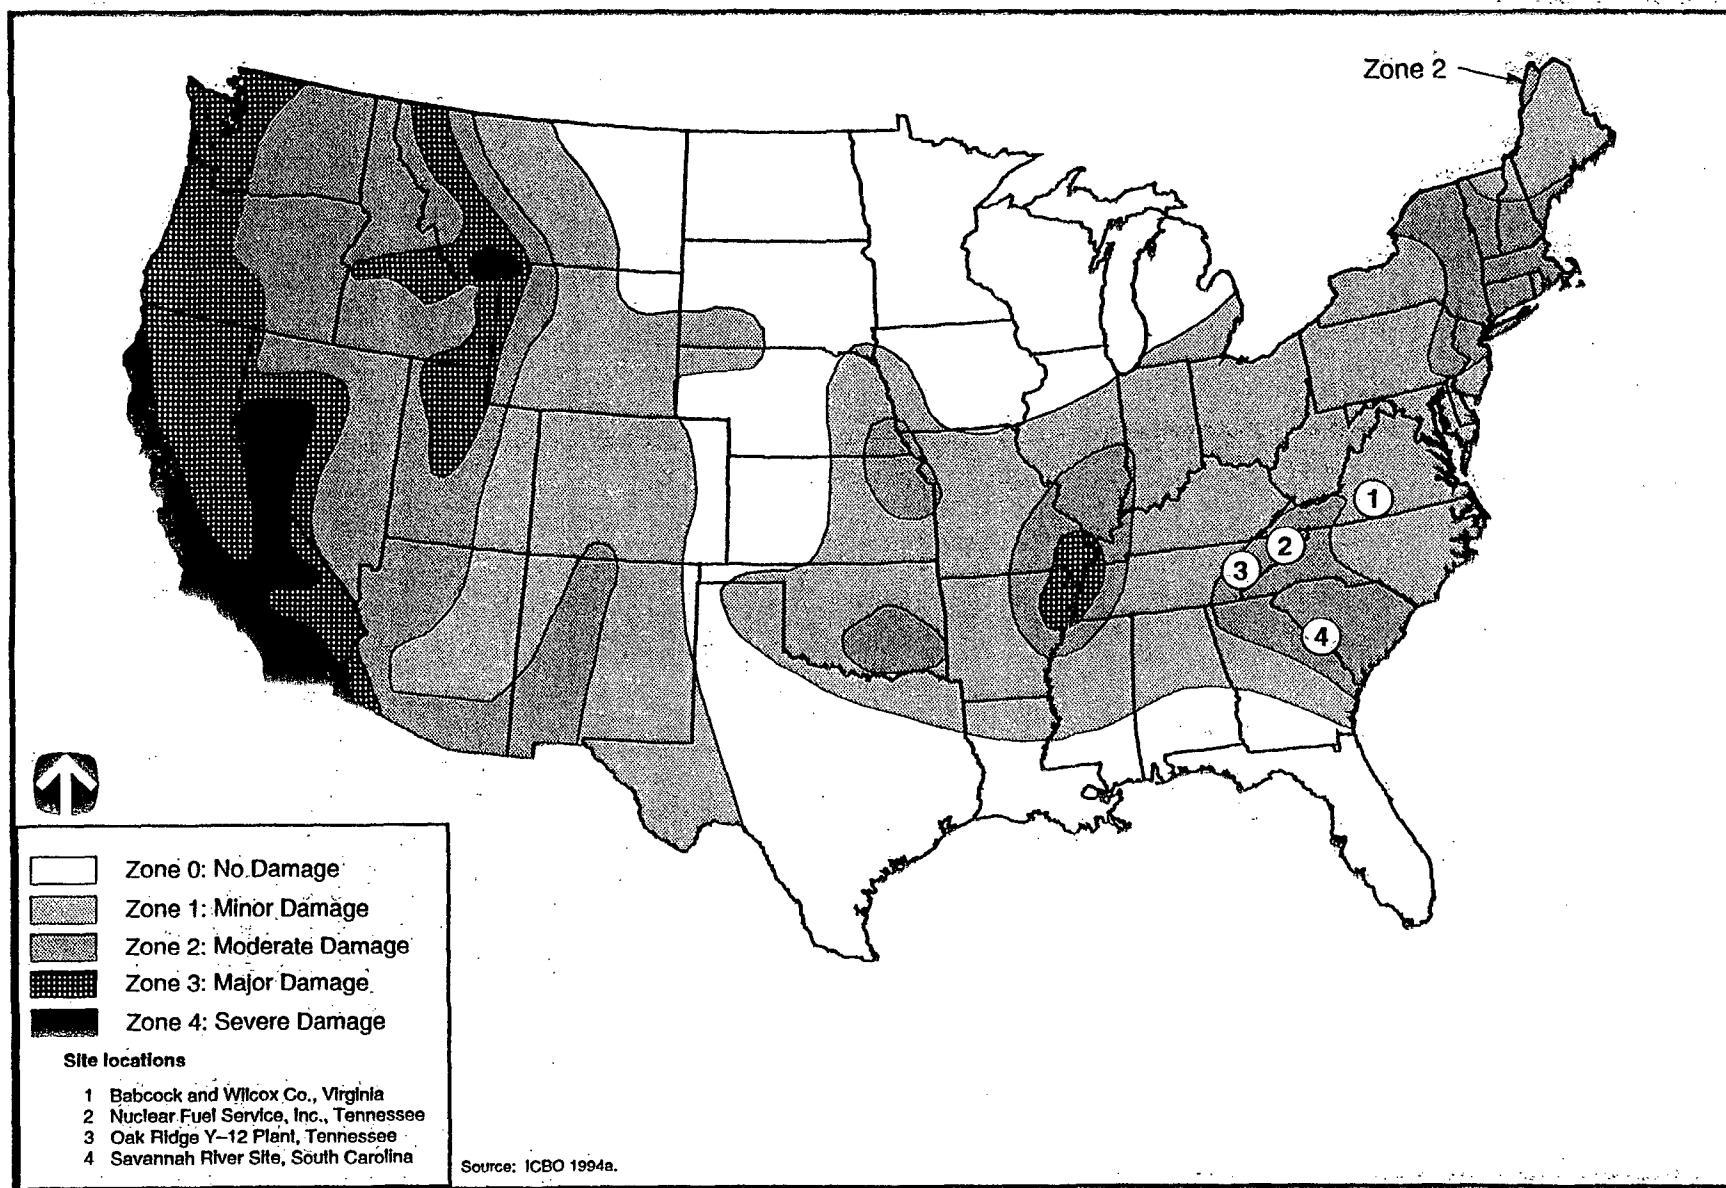 Zone 2
1
2
3
4
Zone 0: No Damage
Zone 1: Minor Damage
Zone 2: Moderate Damage
Zone 3: Major Damage
Zone 4: Severe Damage
Site locations
1 Babcock and Wilcox Co., Virginia
2 Nuclear Fuel Service, Inc., Tennessee
3 Oak Ridge Y–12 Plant, Tennessee
4 Savannah River Site, South Carolina
Source: ICBO 1994a.